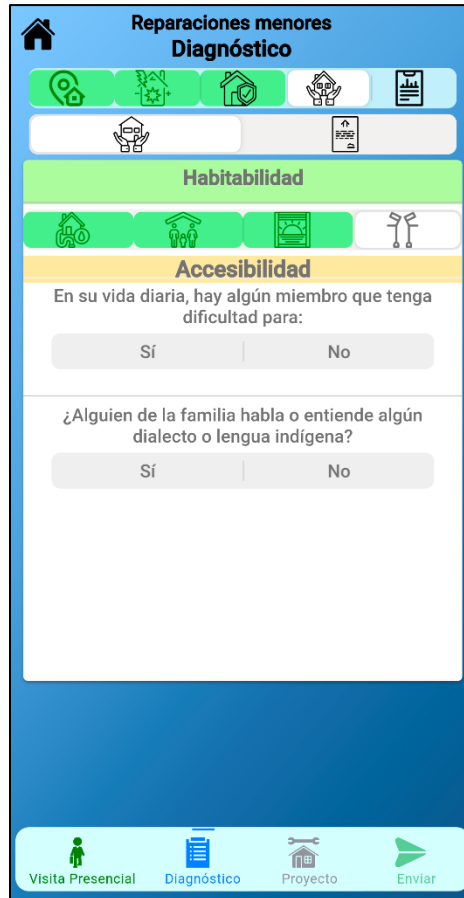 Reparaciones menores
Diagnóstico
Habitabilidad
Accesibilidad
En su vida diaria, hay algún miembro que tenga
dificultad para:
Sí No
¿Alguien de la familia habla o entiende algún
dialecto o lengua indígena?
Sí No
Visita Presencial Diagnóstico Proyecto Enviar